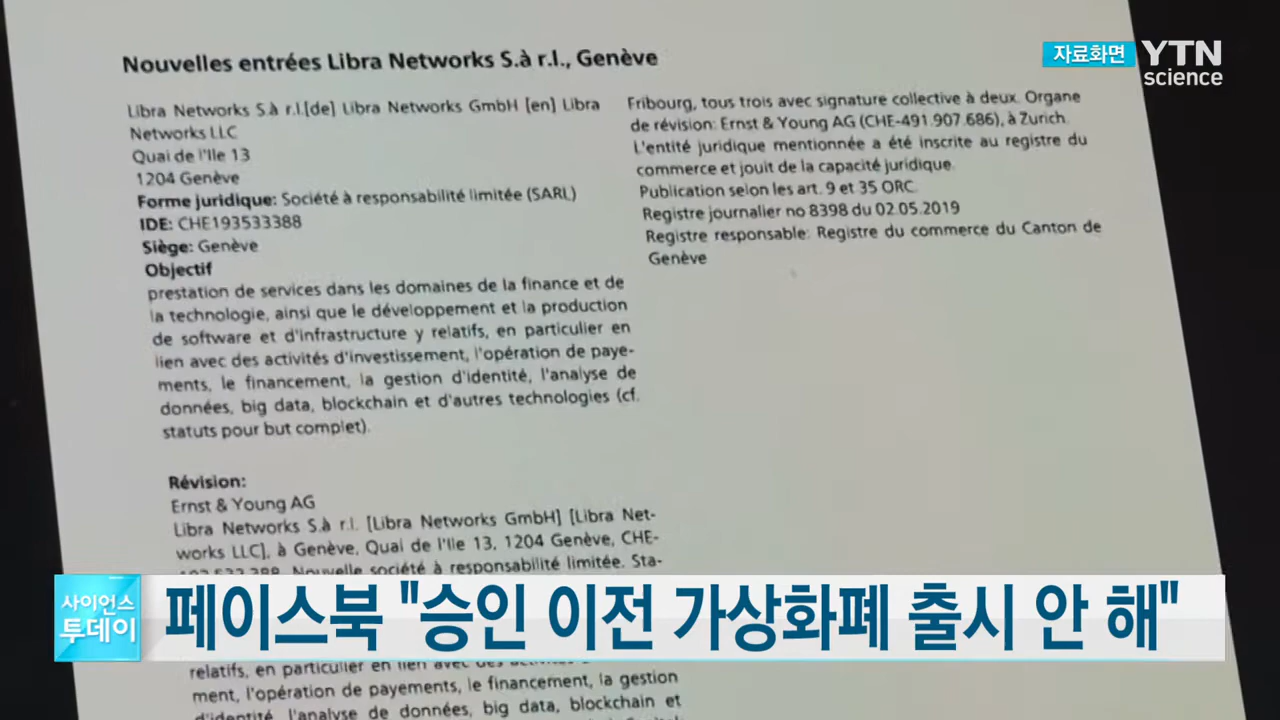 자료화면
YTN
science
Nouvelles entrées Libra Networks S.à r.l., Genève
Libra Networks S.à r.l.[de] Libra Networks GmbH [en] Libra
Networks LLC
Quai de l'Ile 13
1204 Genève
Forme juridique: Société à responsabilité limitée (SARL)
IDE: CHE193533388
Siège: Genève
Objectif
prestation de services dans les domaines de la finance et de
la technologie, ainsi que le développement et la production
de software et d'infrastructure y relatifs, en particulier en
lien avec des activités d'investissement, l'opération de paye-
ments, le financement, la gestion d'identité, l'analyse de
données, big data, blockchain et d'autres technologies (cf.
statuts pour but complet).
Révision:
Ernst & Young AG
Libra Networks S.à r.l. [Libra Networks GmbH] [Libra Net-
works LLC], à Genève, Quai de l'Ile 13, 1204 Genève, CHE-
193.533.388. Nouvelle société à responsabilité limitée. Sta-
relatifs, en particulier en lien avec des
ment, l'opération de payements, le financement, la gestion
d'identité, l'analyse de données, big data, blockchain et
Fribourg, tous trois avec signature collective à deux. Organe
de révision: Ernst & Young AG (CHE-491.907.686), à Zurich.
L'entité juridique mentionnée a été inscrite au registre du
commerce et jouit de la capacité juridique.
Publication selon les art. 9 et 35 ORC.
Registre journalier no 8398 du 02.05.2019
Registre responsable: Registre du commerce du Canton de
Genève
사이언스
투데이
페이스북 "승인 이전 가상화폐 출시 안 해"